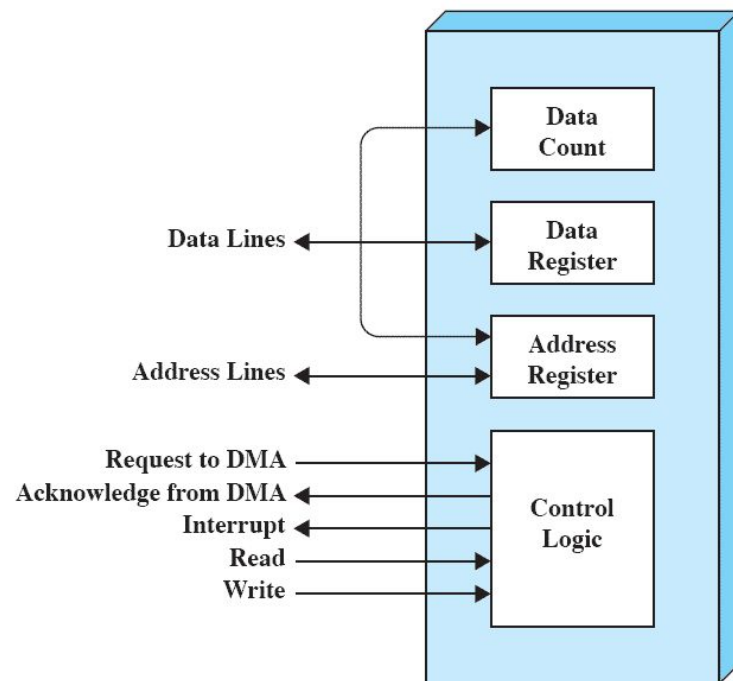 Data
Count
Data Lines
Data
Register
Address Lines
Address
Register
Request to DMA
Acknowledge from DMA
Interrupt
Read
Write
Control
Logic